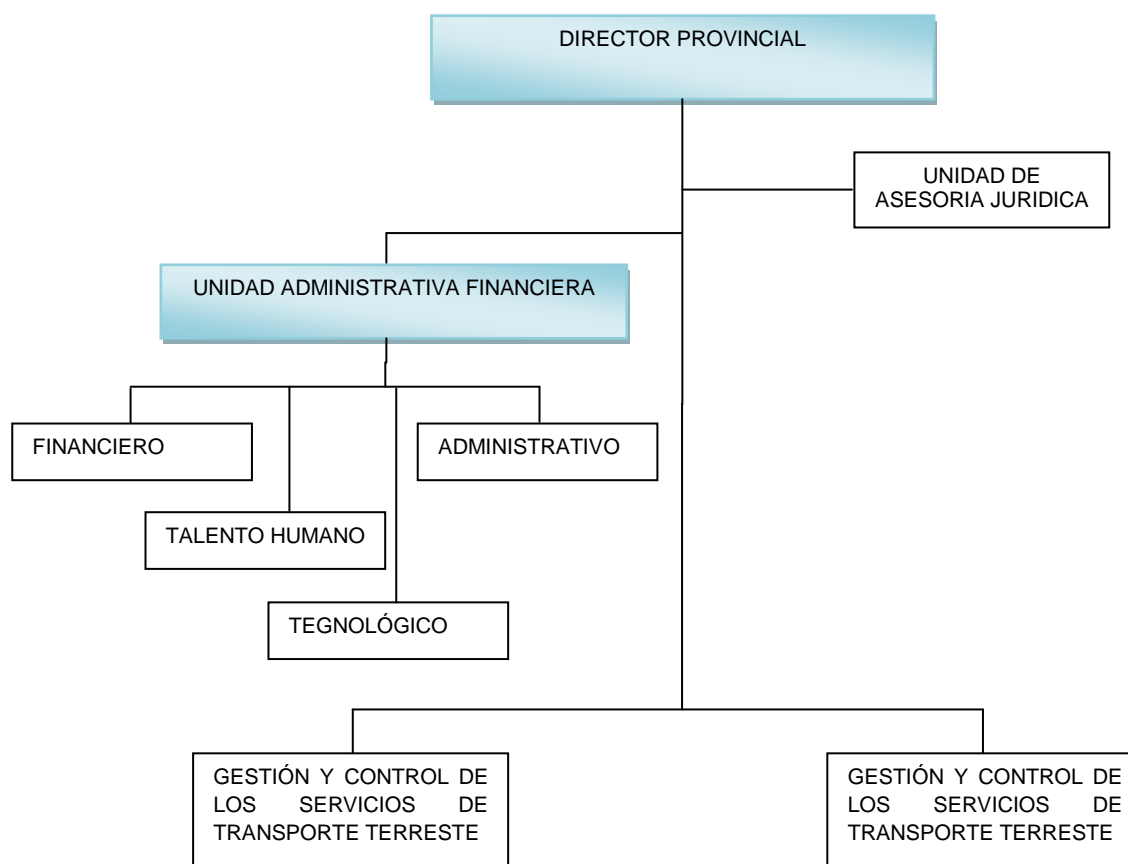 DIRECTOR PROVINCIAL
UNIDAD DE
ASESORIA JURIDICA
UNIDAD ADMINISTRATIVA FINANCIERA
FINANCIERO
ADMINISTRATIVO
TALENTO HUMANO
TEGNOLÓGICO
GESTIÓN Y CONTROL DE
LOS SERVICIOS DE
TRANSPORTE TERRESTE
GESTIÓN Y CONTROL DE
LOS SERVICIOS DE
TRANSPORTE TERRESTE